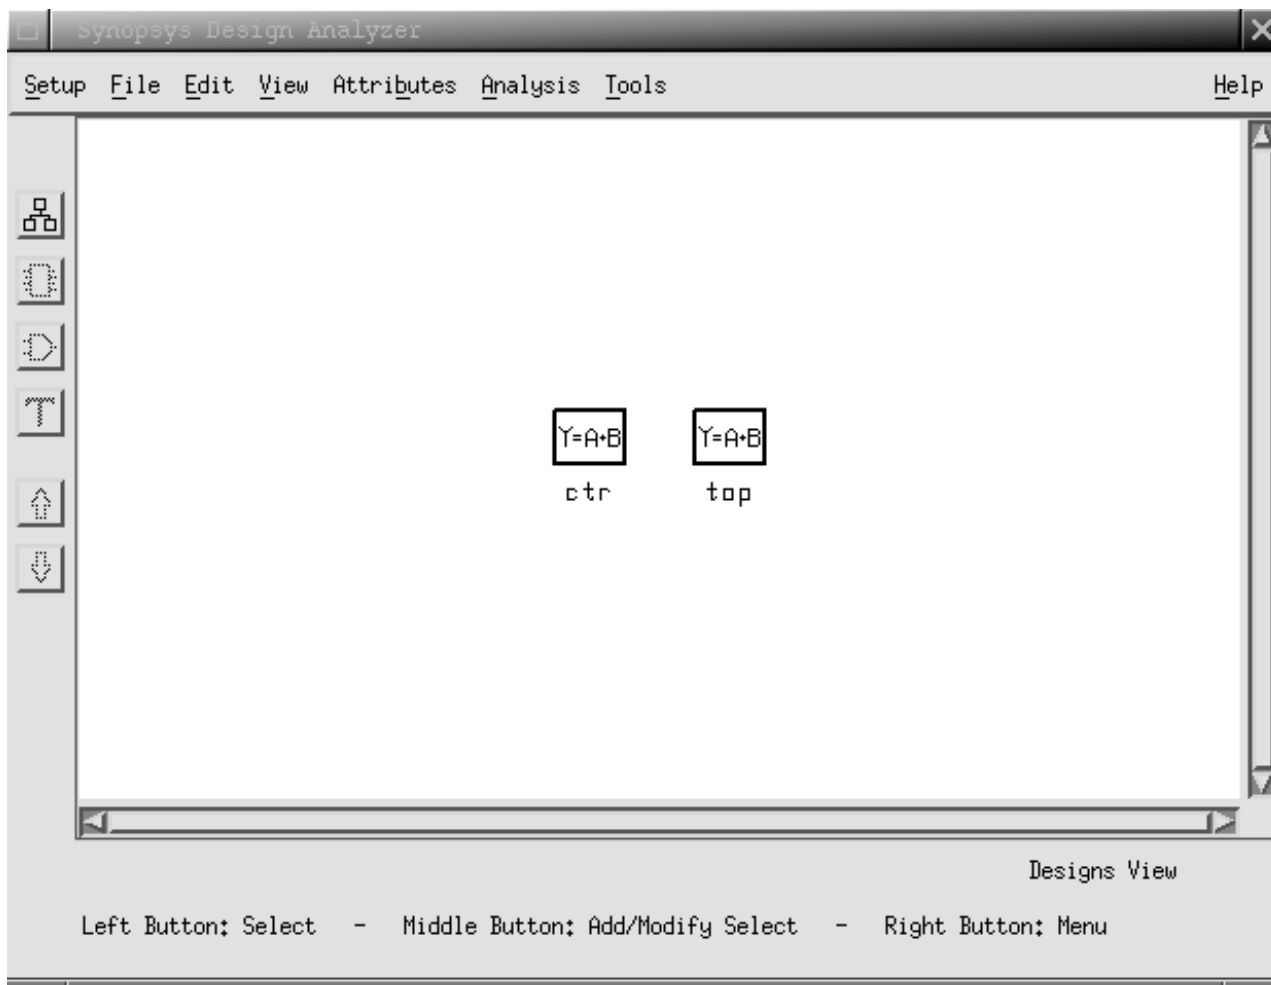 Synopsys Design Analyzer
Setup File Edit View Attributes Analysis Tools Help
Y=A+B Y=A+B
ctr top
Designs View
Left Button: Select - Middle Button: Add/Modify Select - Right Button: Menu